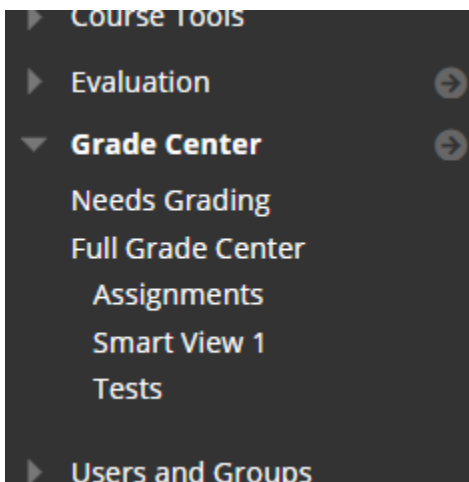 Course Tools
Evaluation
Grade Center
Needs Grading
Full Grade Center
Assignments
Smart View 1
Tests
Users and Groups